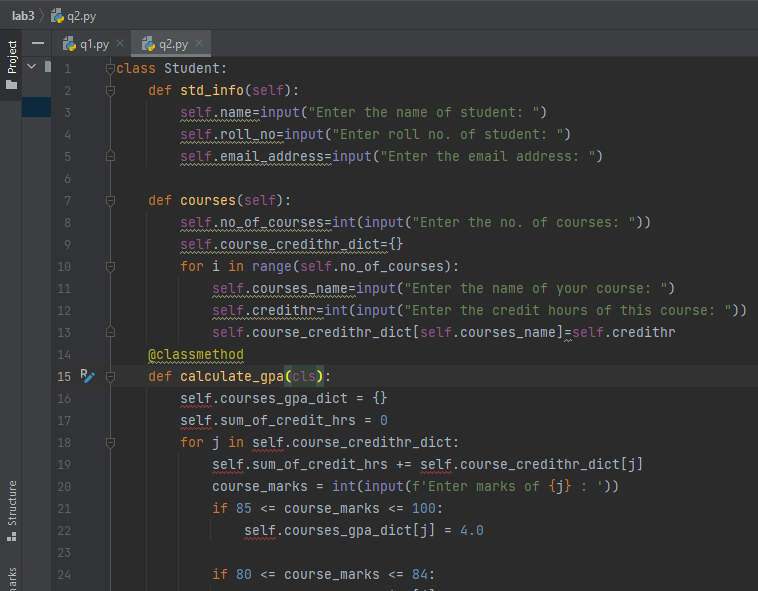 lab3 q2.py
Project
q1.py q2.py
1 class Student:
2 def std_info(self):
3 self.name=input("Enter the name of student: ")
4 self.roll_no=input("Enter roll no. of student: ")
5 self.email_address=input("Enter the email address: ")
6
7 def courses(self):
8 self.no_of_courses=int(input("Enter the no. of courses: "))
9 self.course_credithr_dict={}
10 for i in range(self.no_of_courses):
11 self.courses_name=input("Enter the name of your course: ")
12 self.credithr=int(input("Enter the credit hours of this course: "))
13 self.course_credithr_dict[self.courses_name]=self.credithr
14 @classmethod
15 def calculate_gpa(cls):
16 self.courses_gpa_dict = {}
17 self.sum_of_credit_hrs = 0
18 for j in self.course_credithr_dict:
19 self.sum_of_credit_hrs += self.course_credithr_dict[j]
20 course_marks = int(input(f'Enter marks of {j} : '))
21 if 85 <= course_marks <= 100:
22 self.courses_gpa_dict[j] = 4.0
23
24 if 80 <= course_marks <= 84:
Structure